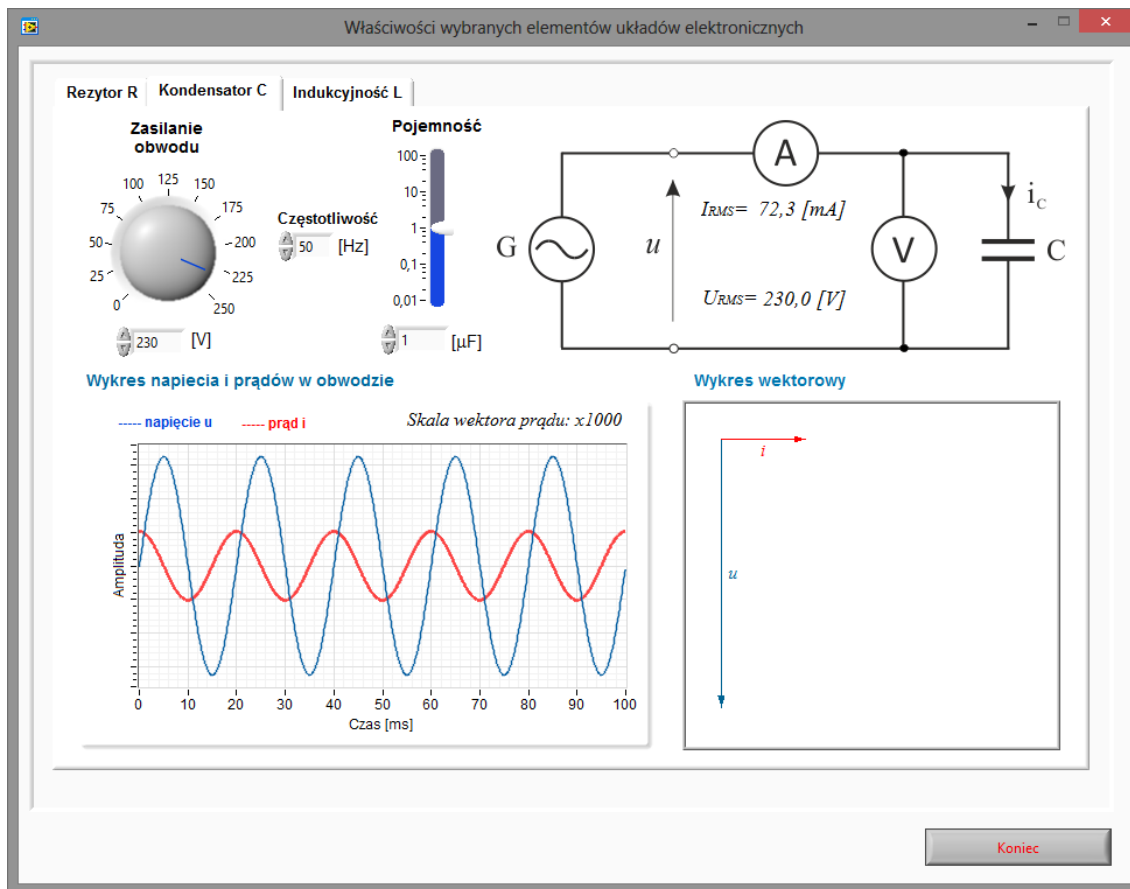 Właściwości wybranych elementów układów elektronicznych
Rezytor R
Kondensator C
Indukcyjność L
Zasilanie
obwodu
0
25
50
75
100
125
150
175
200
225
250
230 [V]
Częstotliwość
50 [Hz]
Pojemność
100
10
1
0,1
0,01
1 [µF]
G
u
A
IRMS= 72,3 [mA]
V
URMS= 230,0 [V]
iC
C
Wykres napiecia i prądów w obwodzie
----- napięcie u ----- prąd i Skala wektora prądu: x1000
Amplituda
0 10 20 30 40 50 60 70 80 90 100
Czas [ms]
Wykres wektorowy
i
u
Koniec